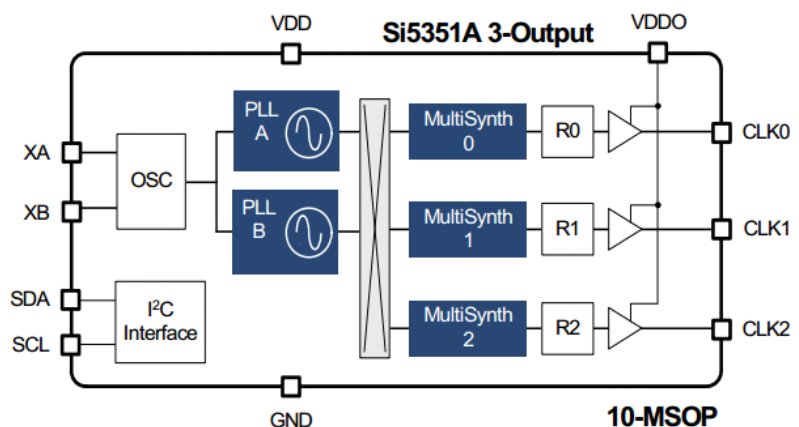 VDD
Si5351A 3-Output
VDDO
PLL
A
MultiSynth
0
R0
CLK0
XA
OSC
XB
PLL
B
MultiSynth
1
R1
CLK1
SDA
I²C
Interface
SCL
MultiSynth
2
R2
CLK2
GND
10-MSOP